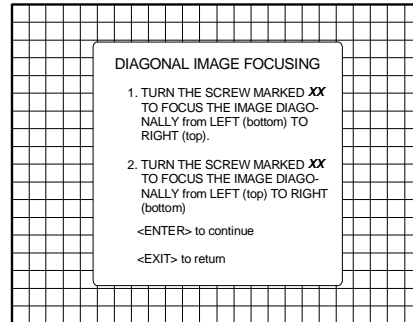 DIAGONAL IMAGE FOCUSING
1. TURN THE SCREW MARKED XX
TO FOCUS THE IMAGE DIAGO-
NALLY from LEFT (bottom) TO
RIGHT (top).
2. TURN THE SCREW MARKED XX
TO FOCUS THE IMAGE DIAGO-
NALLY from LEFT (top) TO RIGHT
(bottom)
<ENTER> to continue
<EXIT> to return